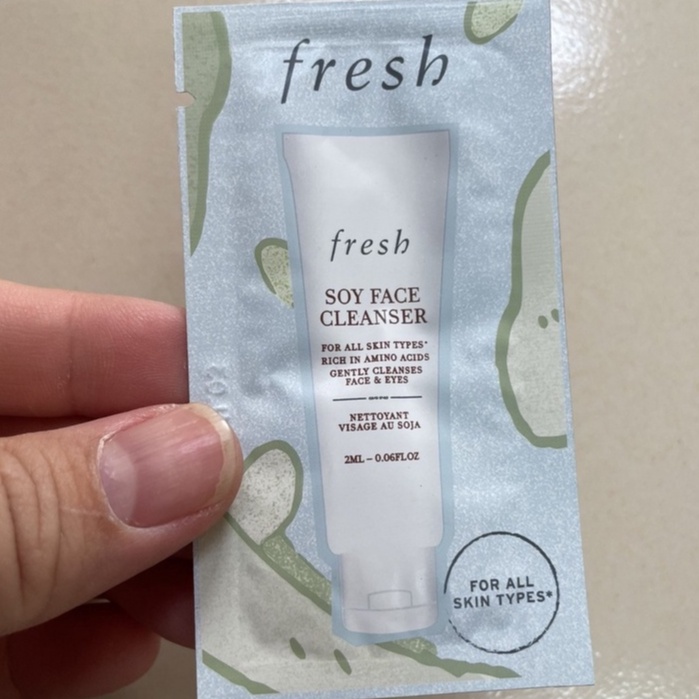 fresh
fresh
SOY FACE
CLEANSER
FOR ALL SKIN TYPES*
RICH IN AMINO ACIDS
GENTLY CLEANSES
FACE & EYES
NETTOYANT
VISAGE AU SOJA
2ML – 0.06FLOZ
FOR ALL
SKIN TYPES*